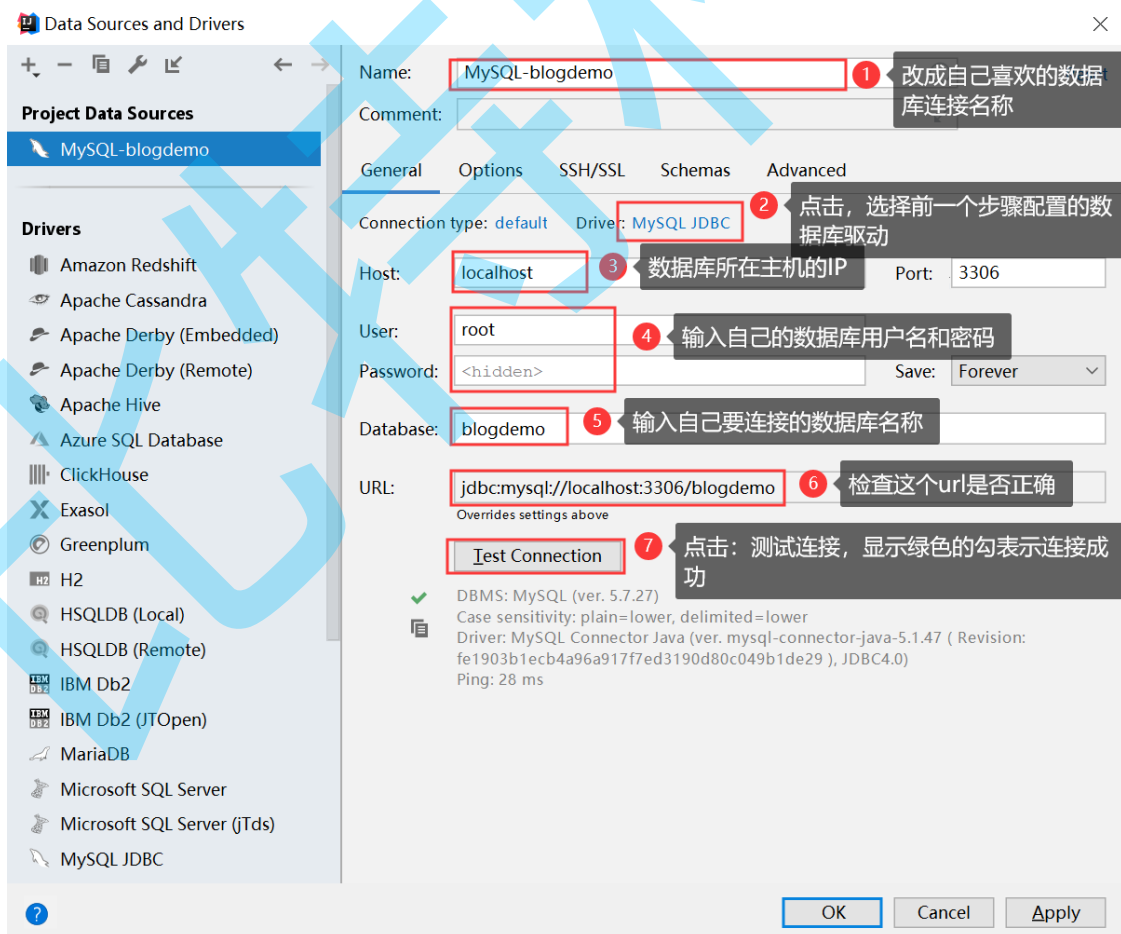 Data Sources and Drivers
Project Data Sources
MySQL-blogdemo
Drivers
Amazon Redshift
Apache Cassandra
Apache Derby (Embedded)
Apache Derby (Remote)
Apache Hive
Azure SQL Database
ClickHouse
Exasol
Greenplum
H2
HSQLDB (Local)
HSQLDB (Remote)
IBM Db2
IBM Db2 (JTOpen)
MariaDB
Microsoft SQL Server
Microsoft SQL Server (jTds)
MySQL JDBC
Name: MySQL-blogdemo
1 改成自己喜欢的数据
库连接名称
Comment:
General Options SSH/SSL Schemas Advanced
Connection type: default Driver: MySQL JDBC
2 点击，选择前一个步骤配置的数
据库驱动
Host: localhost 3 数据库所在主机的IP Port: 3306
User: root
4 输入自己的数据库用户名和密码
Password: <hidden> Save: Forever
Database: blogdemo 5 输入自己要连接的数据库名称
URL: jdbc:mysql://localhost:3306/blogdemo 6 检查这个url是否正确
Overrides settings above
Test Connection 7 点击：测试连接，显示绿色的勾表示连接成
功
DBMS: MySQL (ver. 5.7.27)
Case sensitivity: plain=lower, delimited=lower
Driver: MySQL Connector Java (ver. mysql-connector-java-5.1.47 ( Revision:
fe1903b1ecb4a96a917f7ed3190d80c049b1de29 ), JDBC4.0)
Ping: 28 ms
OK Cancel Apply